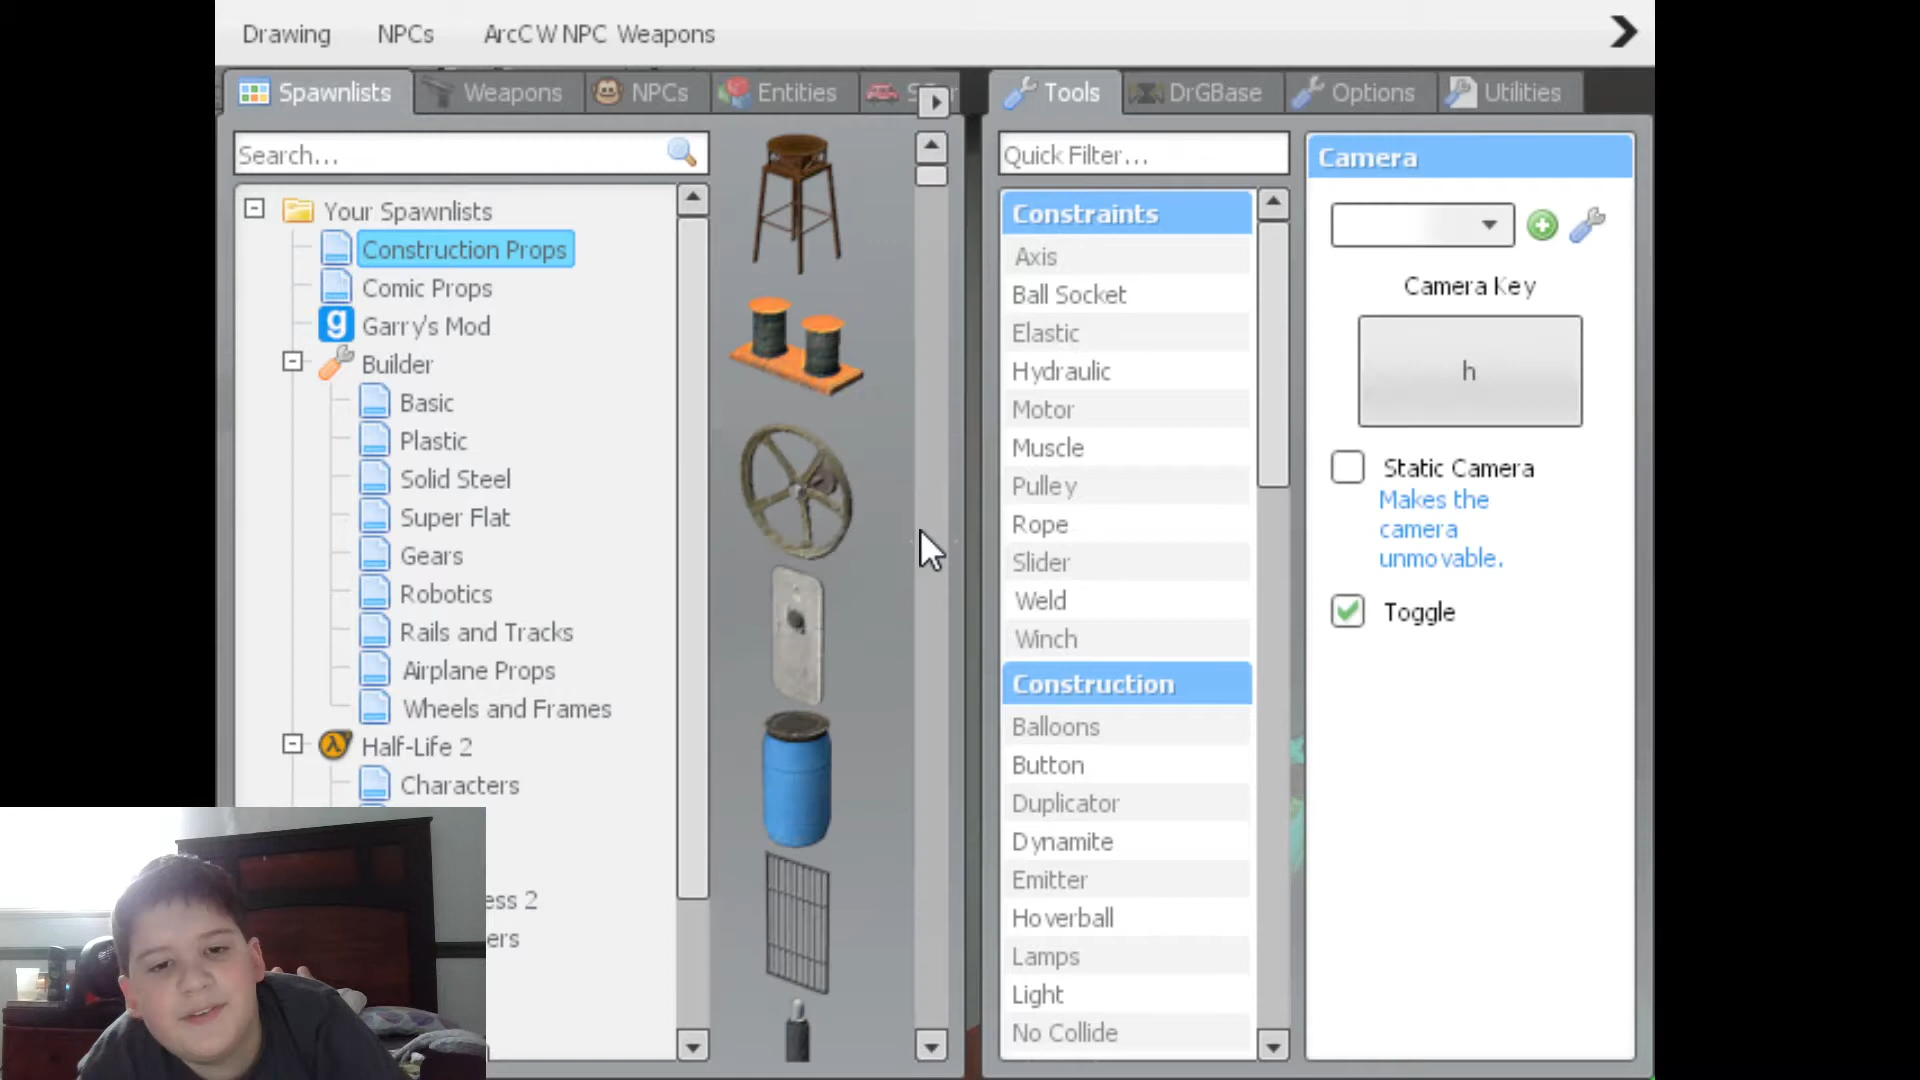 Drawing NPCs ArcCW NPC Weapons
Spawnlists Weapons NPCs Entities
Tools DrGBase Options Utilities
Search...
Your Spawnlists
Construction Props
Comic Props
g Garry's Mod
Builder
Basic
Plastic
Solid Steel
Super Flat
Gears
Robotics
Rails and Tracks
Airplane Props
Wheels and Frames
λ Half-Life 2
Characters
ess 2
ers
Quick Filter...
Constraints
Axis
Ball Socket
Elastic
Hydraulic
Motor
Muscle
Pulley
Rope
Slider
Weld
Winch
Construction
Balloons
Button
Duplicator
Dynamite
Emitter
Hoverball
Lamps
Light
No Collide
Camera
Camera Key
h
Static Camera
Makes the
camera
unmovable.
Toggle